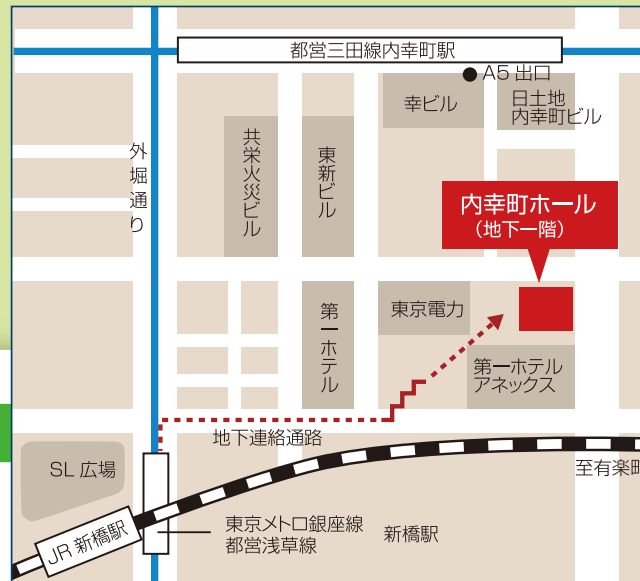 都営三田線内幸町駅
A5 出口
幸ビル
日土地
内幸町ビル
外堀通り
共栄火災ビル
東新ビル
内幸町ホール
(地下一階)
第一ホテル
東京電力
第一ホテル
アネックス
地下連絡通路
SL 広場
至有楽町
JR 新橋駅
東京メトロ銀座線
都営浅草線
新橋駅